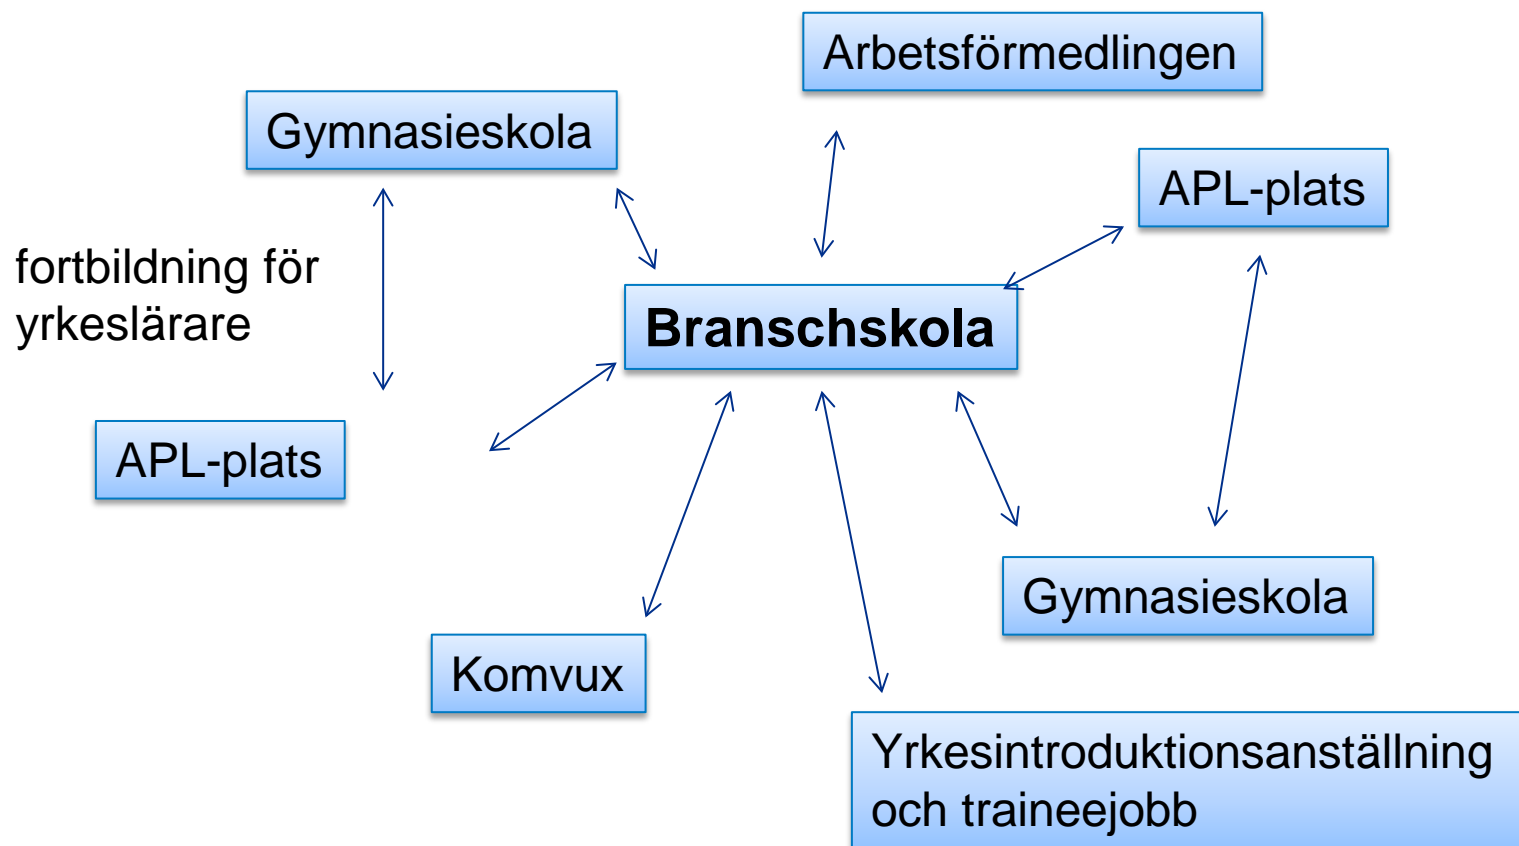 Arbetsförmedlingen
Gymnasieskola
APL-plats
fortbildning för
yrkeslärare
Branschskola
APL-plats
Gymnasieskola
Komvux
Yrkesintroduktionsanställning
och traineejobb